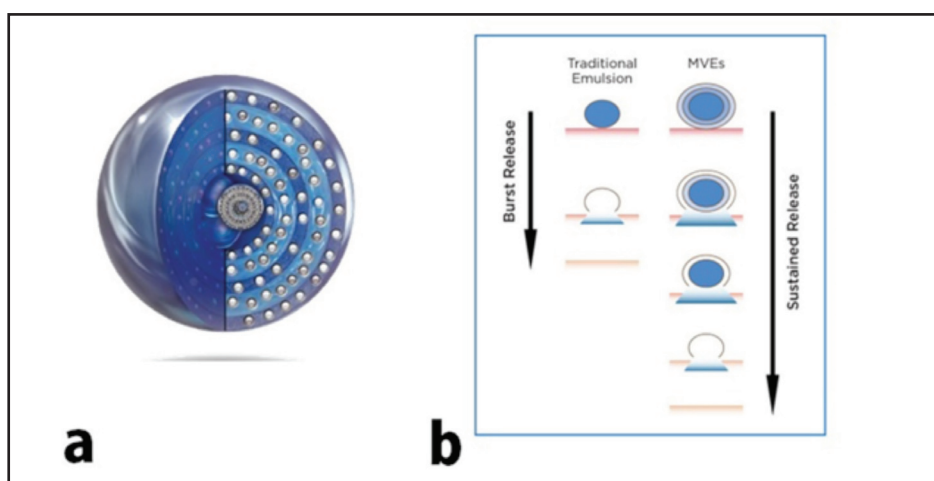 Traditional
Emulsion
MVEs
Burst Release
Sustained Release
a
b